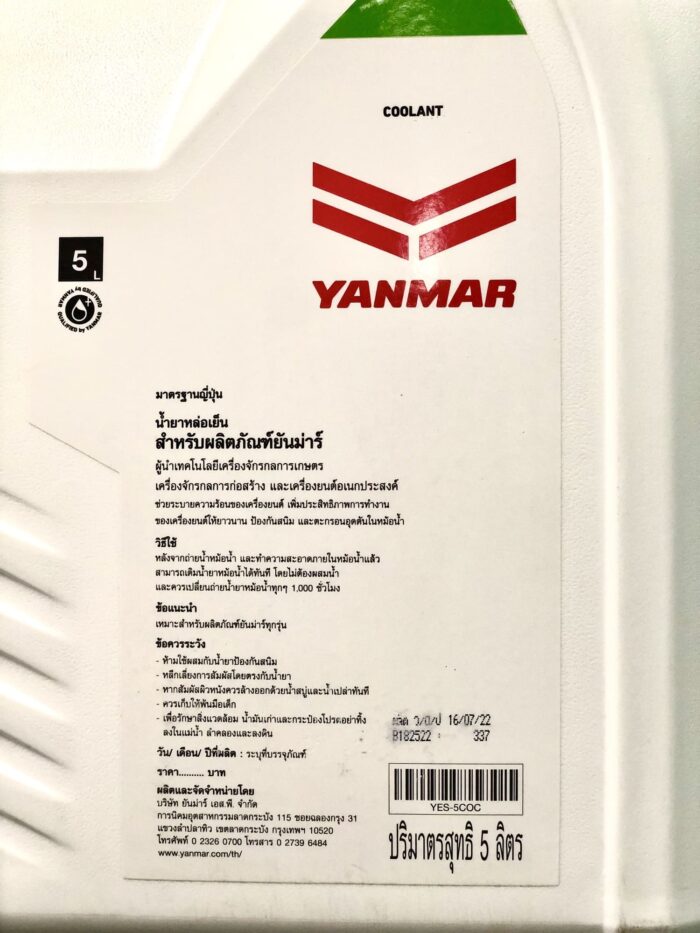 COOLANT
YANMAR
5 L
QUALIFIED by YANMAR
QUALIFIED by YANMAR
มาตรฐานญี่ปุ่น
น้ำยาหล่อเย็น
สำหรับผลิตภัณฑ์ยันม่าร์
ผู้นำเทคโนโลยีเครื่องจักรกลการเกษตร
เครื่องจักรกลการก่อสร้าง และเครื่องยนต์อเนกประสงค์
ช่วยระบายความร้อนของเครื่องยนต์ เพิ่มประสิทธิภาพการทำงาน
ของเครื่องยนต์ให้ยาวนาน ป้องกันสนิม และตะกรอนอุดตันในหม้อน้ำ
วิธีใช้
หลังจากถ่ายน้ำหม้อน้ำ และทำความสะอาดภายในหม้อน้ำแล้ว
สามารถเติมน้ำยาหม้อน้ำได้ทันที โดยไม่ต้องผสมน้ำ
และควรเปลี่ยนถ่ายน้ำยาหม้อน้ำทุกๆ 1,000 ชั่วโมง
ข้อแนะนำ
เหมาะสำหรับผลิตภัณฑ์ยันม่าร์ทุกรุ่น
ข้อควรระวัง
- ห้ามใช้ผสมกับน้ำยาป้องกันสนิม
- หลีกเลี่ยงการสัมผัสโดยตรงกับน้ำยา
- หากสัมผัสผิวหนังควรล้างออกด้วยน้ำสบู่และน้ำเปล่าทันที
- ควรเก็บให้พ้นมือเด็ก
- เพื่อรักษาสิ่งแวดล้อม น้ำมันเก่าและกระป๋องโปรดอย่าทิ้ง
ลงในแม่น้ำ ลำคลองและลงดิน
วัน/ เดือน/ ปีที่ผลิต : ระบุที่บรรจุภัณฑ์
ราคา.......... บาท
ผลิตและจัดจำหน่ายโดย
บริษัท ยันม่าร์ เอส.พี. จำกัด
การนิคมอุตสาหกรรมลาดกระบัง 115 ซอยฉลองกรุง 31
แขวงลำปลาทิว เขตลาดกระบัง กรุงเทพฯ 10520
โทรศัพท์ 0 2326 0700 โทรสาร 0 2739 6484
www.yanmar.com/th/
ผลิต ว/ด/ป 16/07/22
B182522 : 337
YES-5COC
ปริมาตรสุทธิ 5 ลิตร